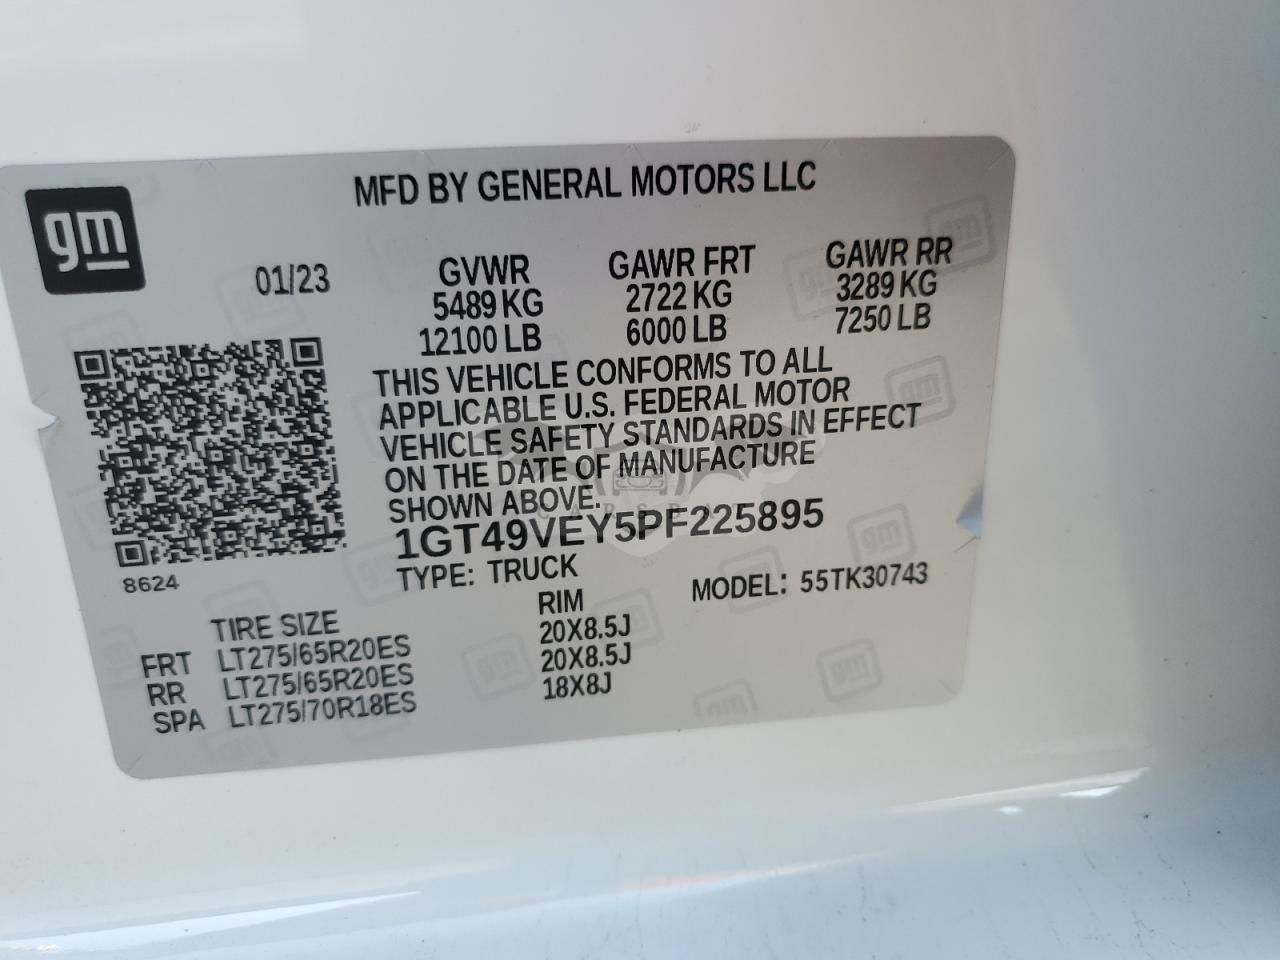 MFD BY GENERAL MOTORS LLC
gm
01/23
GVWR GAWR FRT GAWR RR
5489 KG 2722 KG 3289 KG
12100 LB 6000 LB 7250 LB
THIS VEHICLE CONFORMS TO ALL
APPLICABLE U.S. FEDERAL MOTOR
VEHICLE SAFETY STANDARDS IN EFFECT
ON THE DATE OF MANUFACTURE
SHOWN ABOVE.
1GT49VEY5PF225895
8624
TYPE: TRUCK MODEL: 55TK30743
TIRE SIZE RIM
FRT LT275/65R20ES 20X8.5J
RR LT275/65R20ES 20X8.5J
SPA LT275/70R18ES 18X8J